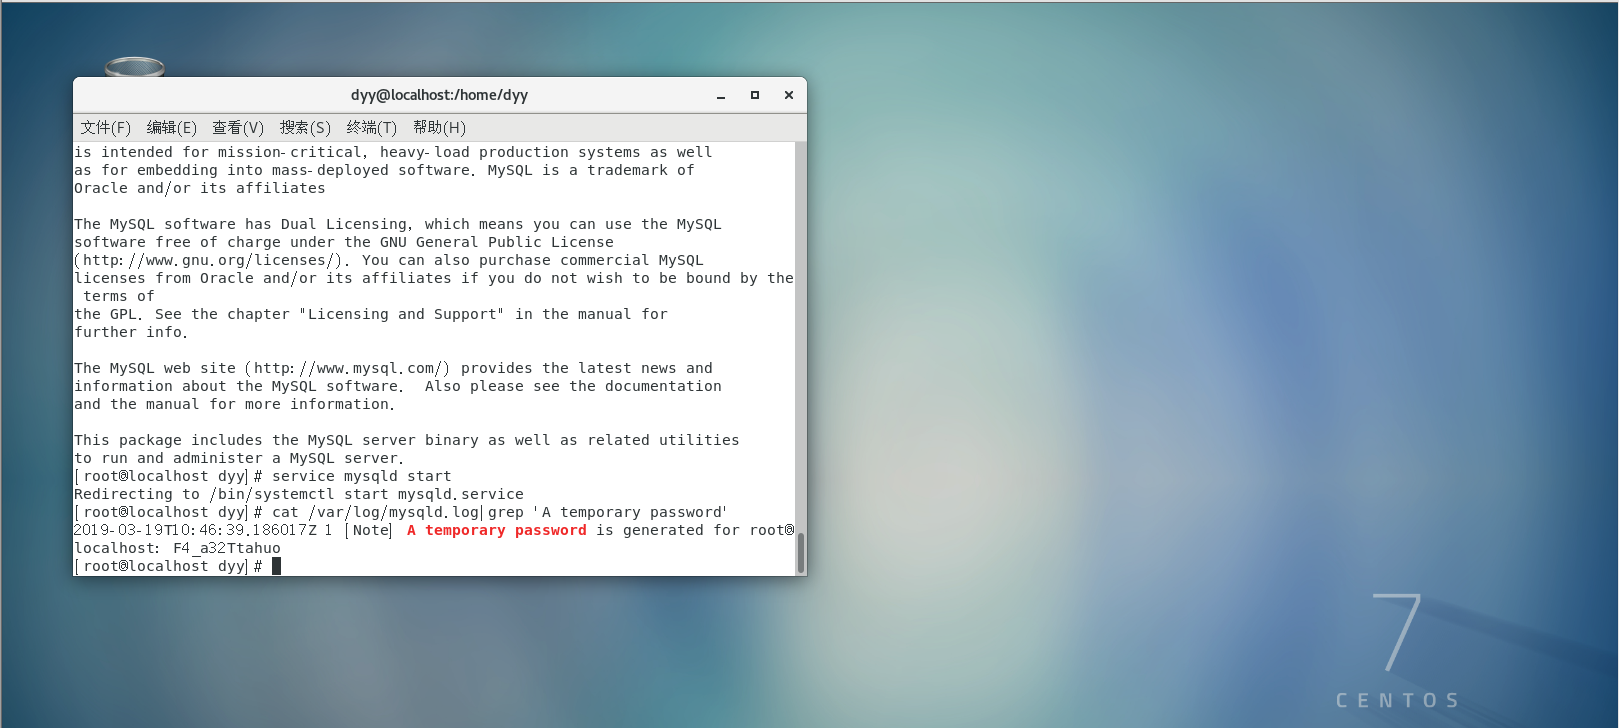 dyy@localhost:/home/dyy
文件(F) 编辑(E) 查看(V) 搜索(S) 终端(T) 帮助(H)
is intended for mission-critical, heavy-load production systems as well
as for embedding into mass-deployed software. MySQL is a trademark of
Oracle and/or its affiliates
The MySQL software has Dual Licensing, which means you can use the MySQL
software free of charge under the GNU General Public License
(http://www.gnu.org/licenses/). You can also purchase commercial MySQL
licenses from Oracle and/or its affiliates if you do not wish to be bound by the
terms of
the GPL. See the chapter "Licensing and Support" in the manual for
further info.
The MySQL web site (http://www.mysql.com/) provides the latest news and
information about the MySQL software.  Also please see the documentation
and the manual for more information.
This package includes the MySQL server binary as well as related utilities
to run and administer a MySQL server.
[root@localhost dyy]# service mysqld start
Redirecting to /bin/systemctl start mysqld.service
[root@localhost dyy]# cat /var/log/mysqld.log|grep 'A temporary password'
2019-03-19T10:46:39.186017Z 1 [Note] A temporary password is generated for root@
localhost: F4_a32Ttahuo
[root@localhost dyy]#
7
CENTOS